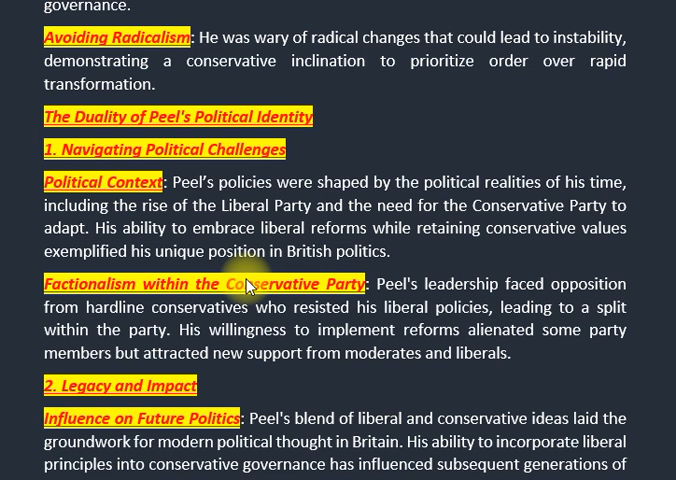 governance.
Avoiding Radicalism: He was wary of radical changes that could lead to instability,
demonstrating a conservative inclination to prioritize order over rapid
transformation.
The Duality of Peel's Political Identity
1. Navigating Political Challenges
Political Context: Peel’s policies were shaped by the political realities of his time,
including the rise of the Liberal Party and the need for the Conservative Party to
adapt. His ability to embrace liberal reforms while retaining conservative values
exemplified his unique position in British politics.
Factionalism within the Conservative Party: Peel's leadership faced opposition
from hardline conservatives who resisted his liberal policies, leading to a split
within the party. His willingness to implement reforms alienated some party
members but attracted new support from moderates and liberals.
2. Legacy and Impact
Influence on Future Politics: Peel's blend of liberal and conservative ideas laid the
groundwork for modern political thought in Britain. His ability to incorporate liberal
principles into conservative governance has influenced subsequent generations of